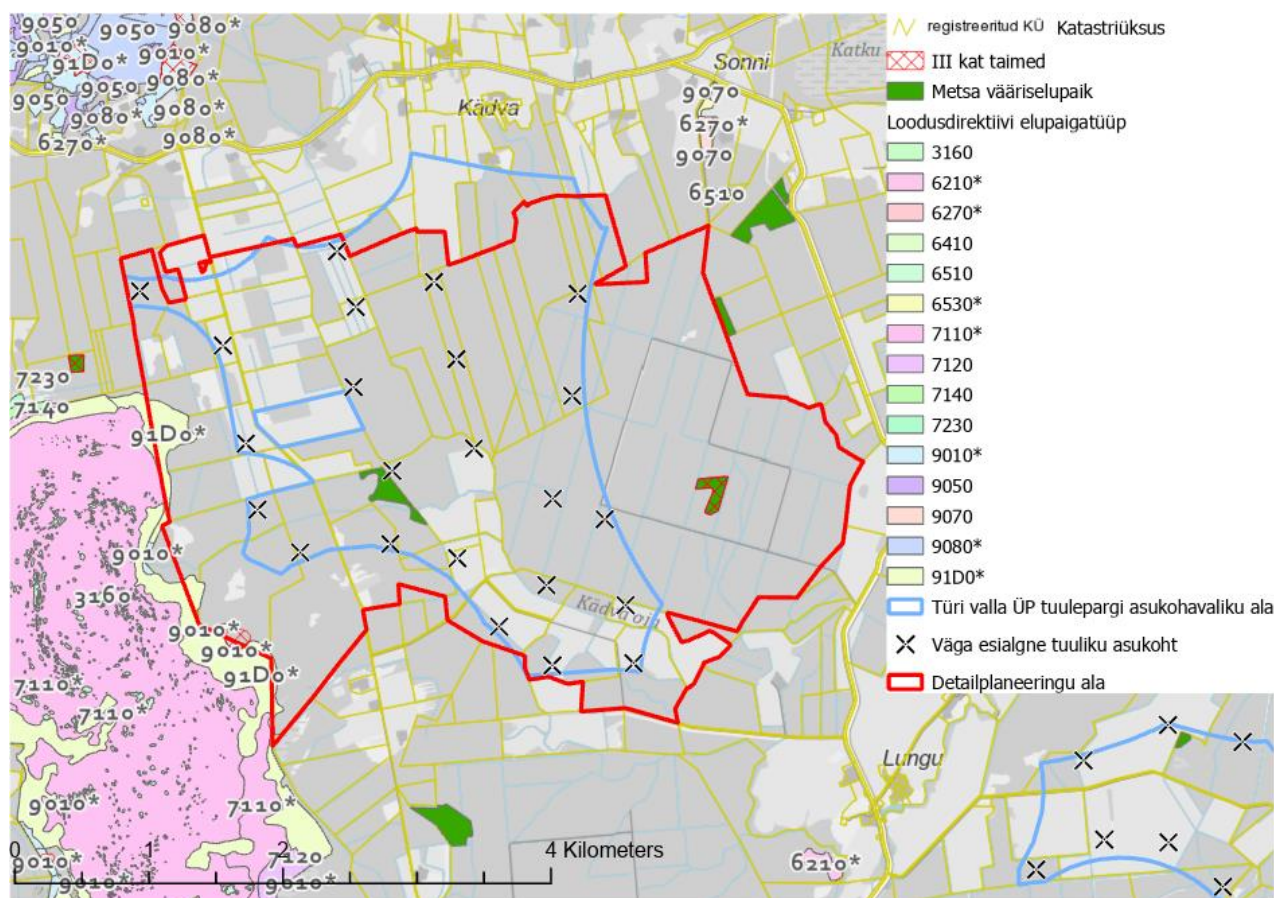 9050
9050
9080*
9010*
9010*
91D0*
9080*
9050
9050
9080*
9080*
6270*
9080*
Kädva
Sonni
Katku
9070
6270*
9070
6510
7230
7140
91D0*
9010*
3160
9010*
9010*
91D0*
7110*
7110*
9010*
7110*
7120
9010*
9010*
9010*
Kädva oja
Lungu
6210*
0
1
2
4 Kilometers
registreeritud KÜ Katastriüksus
III kat taimed
Metsa vääriselupaik
Loodusdirektiivi elupaigatüüp
3160
6210*
6270*
6410
6510
6530*
7110*
7120
7140
7230
9010*
9050
9070
9080*
91D0*
Türi valla ÜP tuulepargi asukohavaliku ala
Väga esialgne tuuliku asukoht
Detailplaneeringu ala